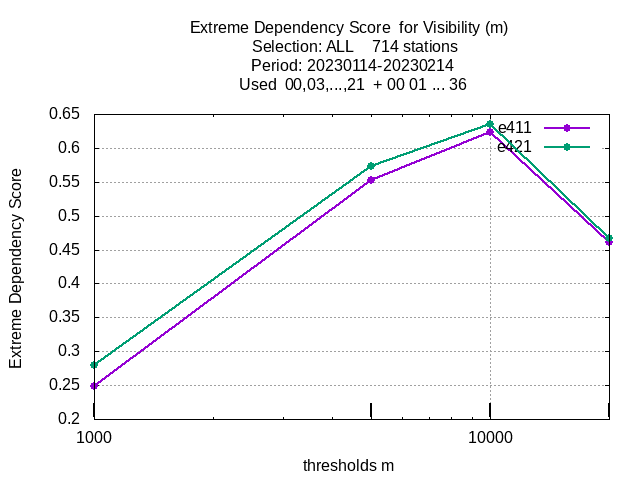 Extreme Dependency Score  for Visibility (m)
Selection: ALL    714 stations
Period: 20230114-20230214
Used  00,03,...,21  + 00 01 ... 36
0.65
0.6
0.55
0.5
0.45
0.4
0.35
0.3
0.25
0.2
Extreme Dependency Score
e411
e421
1000
10000
thresholds m